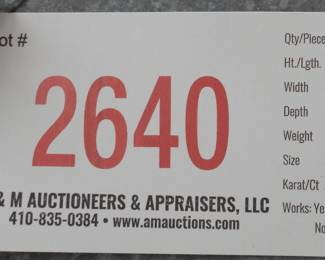 ot #
2640
& M AUCTIONEERS & APPRAISERS, LLC
410-835-0384 • www.amauctions.com
Qty/Piece
Ht./Lgth.
Width
Depth
Weight
Size
Karat/Ct
Works: Ye
No